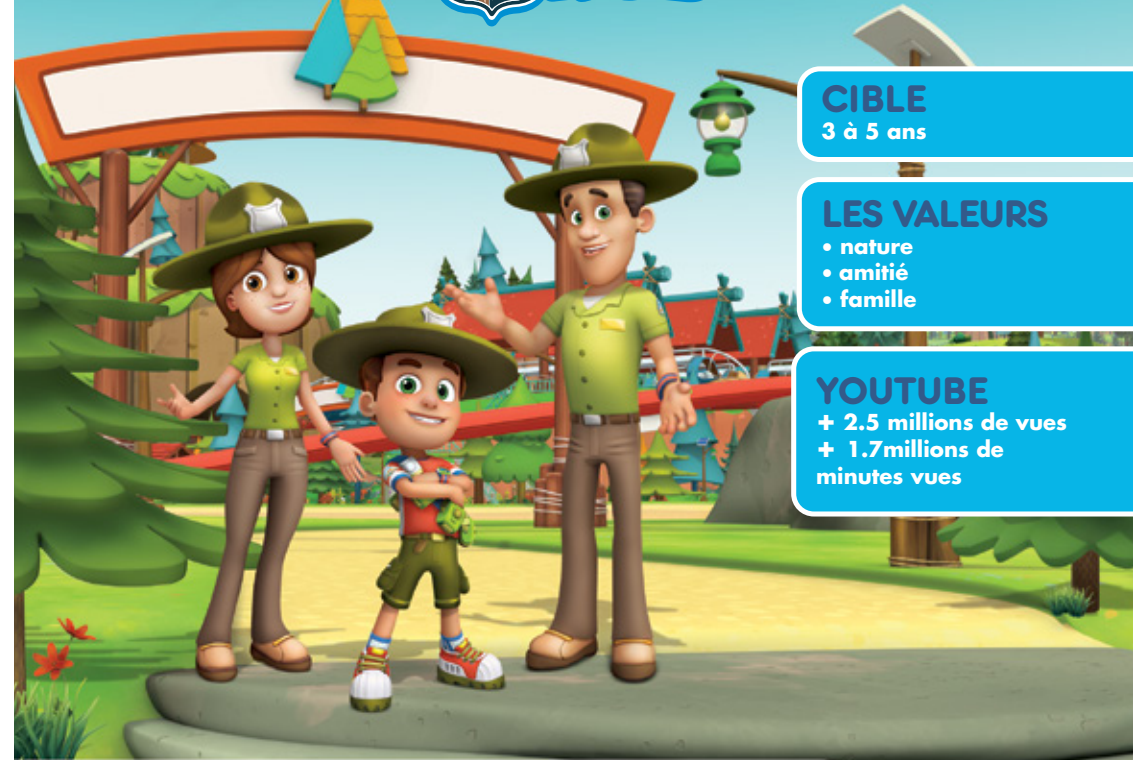 CIBLE
3 à 5 ans
LES VALEURS
• nature
• amitié
• famille
YOUTUBE
+ 2.5 millions de vues
+ 1.7millions de
minutes vues